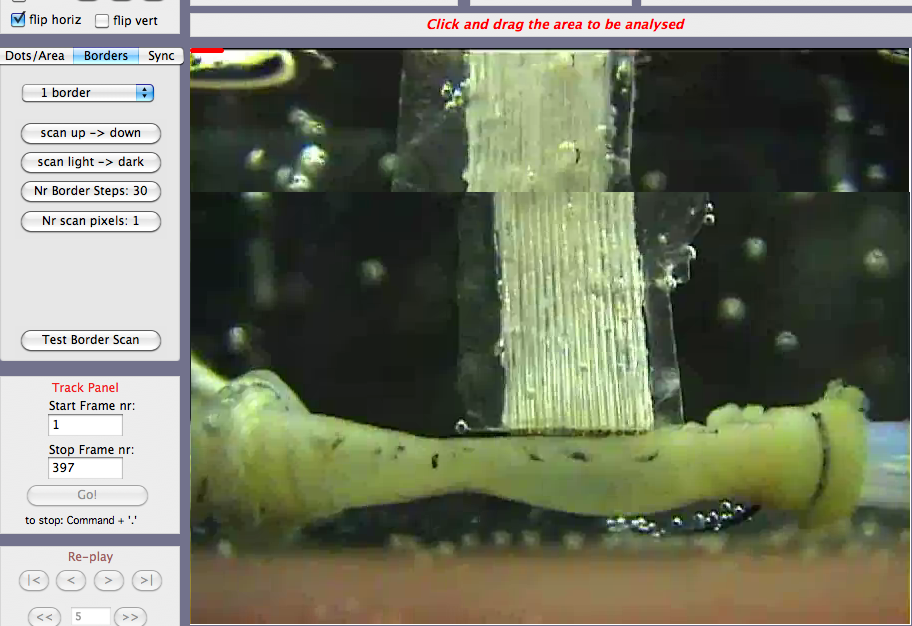 flip horiz
flip vert
Click and drag the area to be analysed
Dots/Area
Borders
Sync
1 border
scan up -> down
scan light -> dark
Nr Border Steps: 30
Nr scan pixels: 1
Test Border Scan
Track Panel
Start Frame nr:
1
Stop Frame nr:
397
Go!
to stop: Command + '.'
Re-play
|<
<
>
>|
<<
5
>>